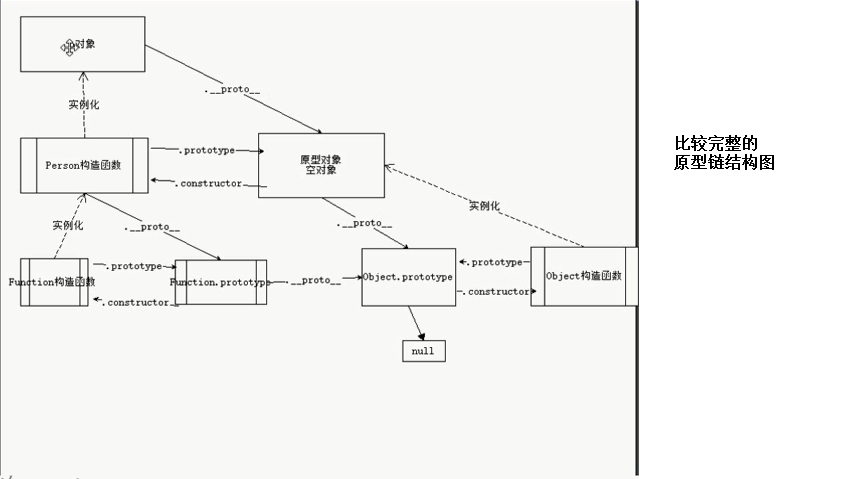 对象
.__proto__
实例化
Person构造函数
.prototype
.constructor
原型对象
空对象
实例化
实例化
.__proto__
.__proto__
Function构造函数
.prototype
.constructor
Function.prototype
.__proto__
Object.prototype
.prototype
.constructor
Object构造函数
null
比较完整的
原型链结构图